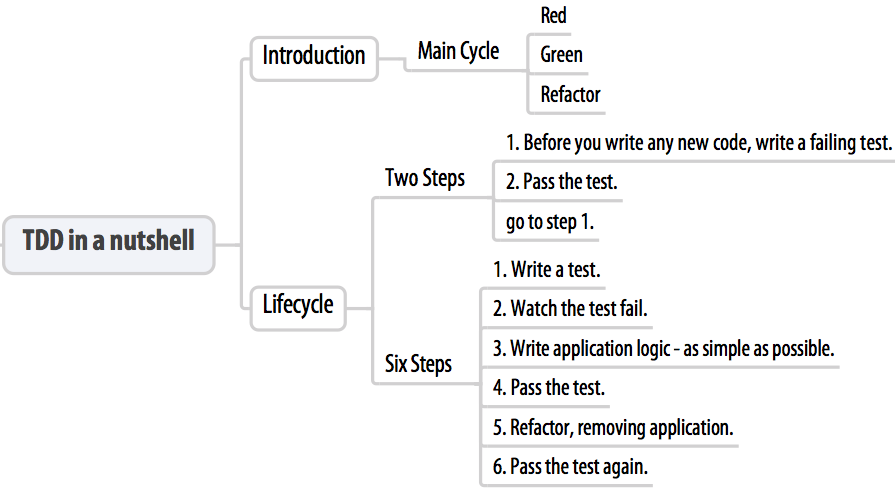 TDD in a nutshell
Introduction
Main Cycle
Red
Green
Refactor
Lifecycle
Two Steps
1. Before you write any new code, write a failing test.
2. Pass the test.
go to step 1.
Six Steps
1. Write a test.
2. Watch the test fail.
3. Write application logic - as simple as possible.
4. Pass the test.
5. Refactor, removing application.
6. Pass the test again.